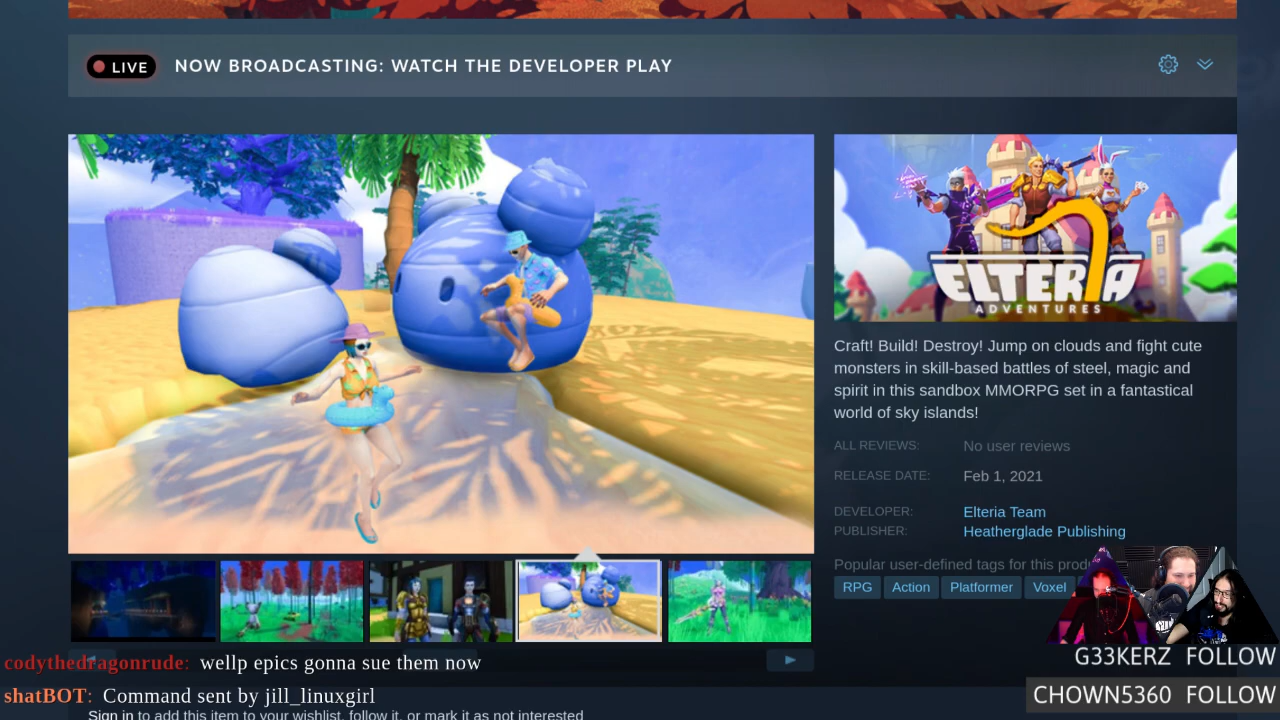 LIVE
NOW BROADCASTING: WATCH THE DEVELOPER PLAY
ELTERIA
ADVENTURES
Craft! Build! Destroy! Jump on clouds and fight cute
monsters in skill-based battles of steel, magic and
spirit in this sandbox MMORPG set in a fantastical
world of sky islands!
ALL REVIEWS: No user reviews
RELEASE DATE: Feb 1, 2021
DEVELOPER: Elteria Team
PUBLISHER: Heatherglade Publishing
Popular user-defined tags for this
RPG Action Platformer Voxel
codythedragonrude: wellp epics gonna sue them now
shatBOT: Command sent by jill_linuxgirl
G33KERZ FOLLOW
CHOWN5360 FOLLOW
Sign in to add this item to your wishlist, follow it, or mark it as not interested